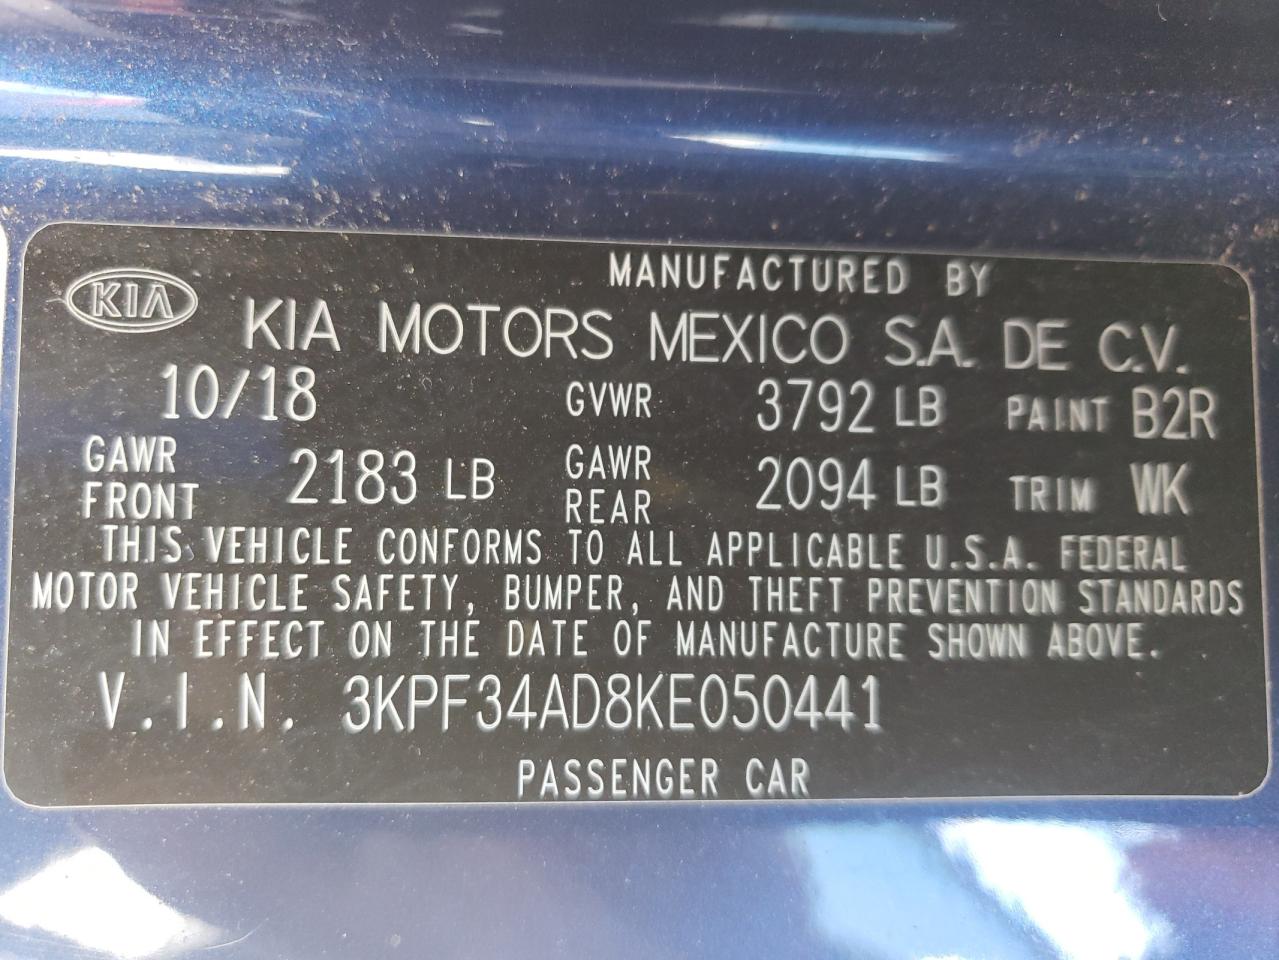 MANUFACTURED BY
KIA KIA MOTORS MEXICO S.A. DE C.V.
10/18 GVWR 3792 LB PAINT B2R
GAWR FRONT 2183 LB GAWR REAR 2094 LB TRIM WK
THIS VEHICLE CONFORMS TO ALL APPLICABLE U.S.A. FEDERAL
MOTOR VEHICLE SAFETY, BUMPER, AND THEFT PREVENTION STANDARDS
IN EFFECT ON THE DATE OF MANUFACTURE SHOWN ABOVE.
V.I.N. 3KPF34AD8KE050441
PASSENGER CAR